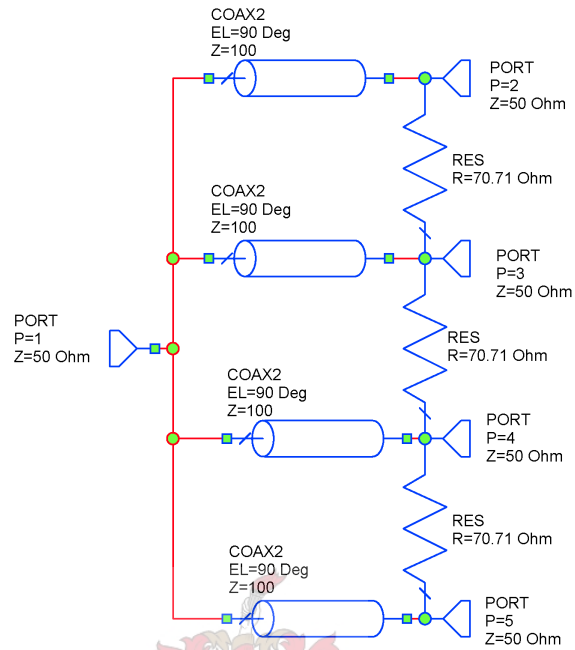 COAX2
EL=90 Deg
Z=100
PORT
P=2
Z=50 Ohm
RES
R=70.71 Ohm
COAX2
EL=90 Deg
Z=100
PORT
P=3
Z=50 Ohm
PORT
P=1
Z=50 Ohm
RES
R=70.71 Ohm
COAX2
EL=90 Deg
Z=100
PORT
P=4
Z=50 Ohm
RES
R=70.71 Ohm
COAX2
EL=90 Deg
Z=100
PORT
P=5
Z=50 Ohm